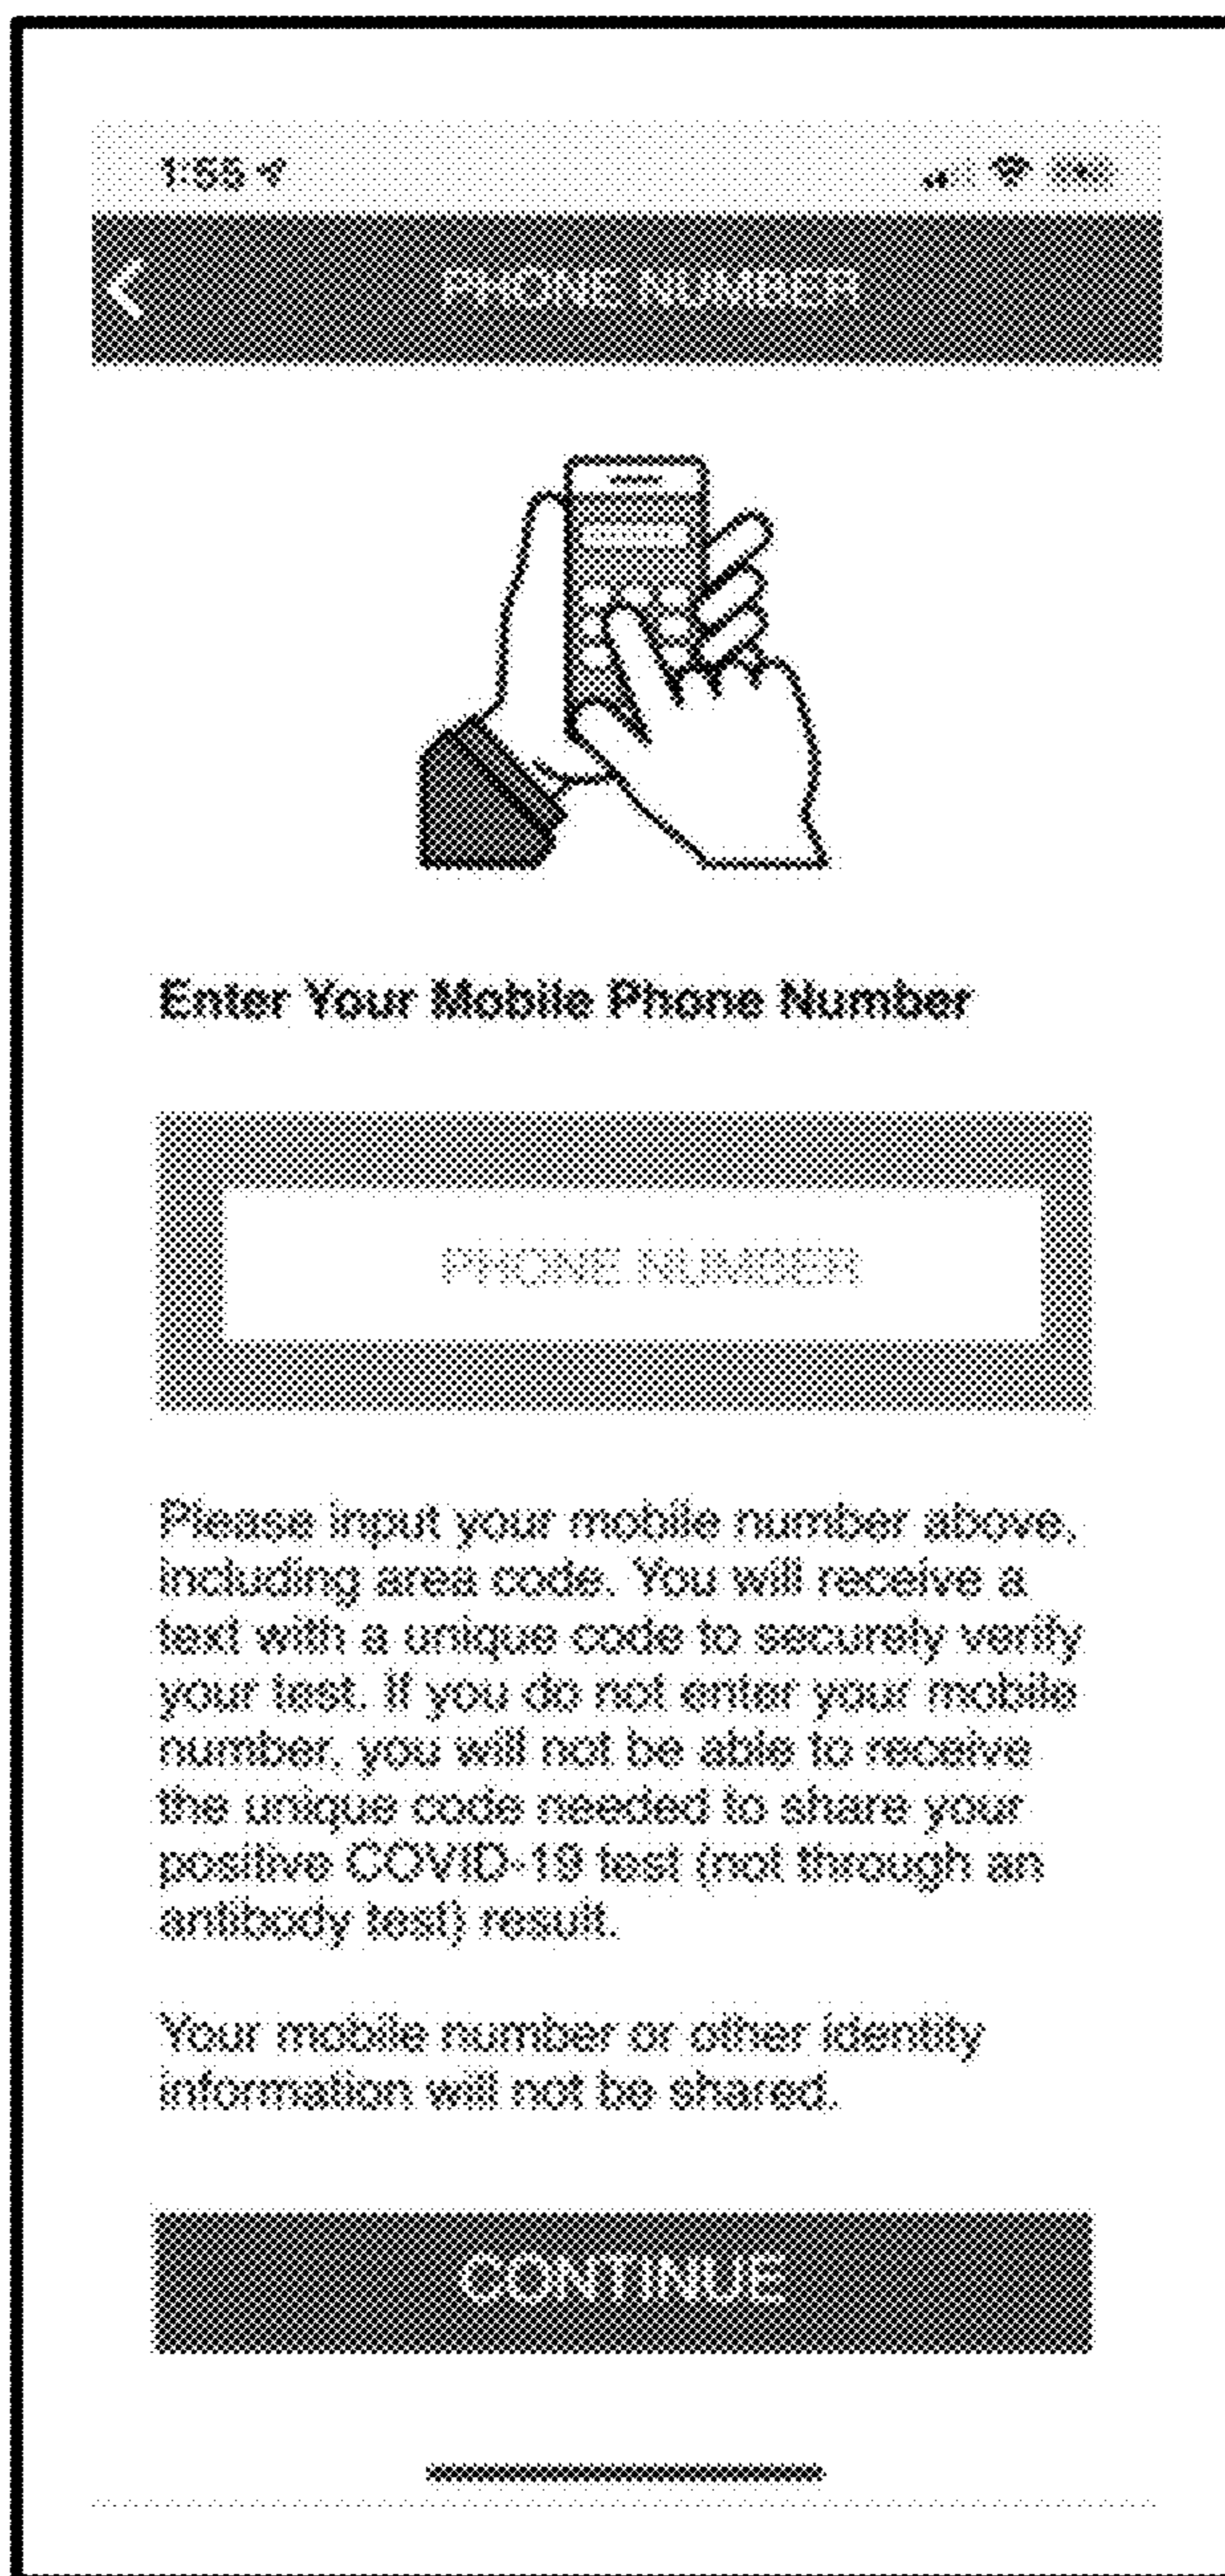 1:55
PHONE NUMBER
Enter Your Mobile Phone Number
PHONE NUMBER
Please input your mobile number above,
including area code. You will receive a
text with a unique code to securely verify
your test. If you do not enter your mobile
number, you will not be able to receive
the unique code needed to share your
positive COVID-19 test (not through an
antibody test) result.
Your mobile number or other identity
information will not be shared.
CONTINUE